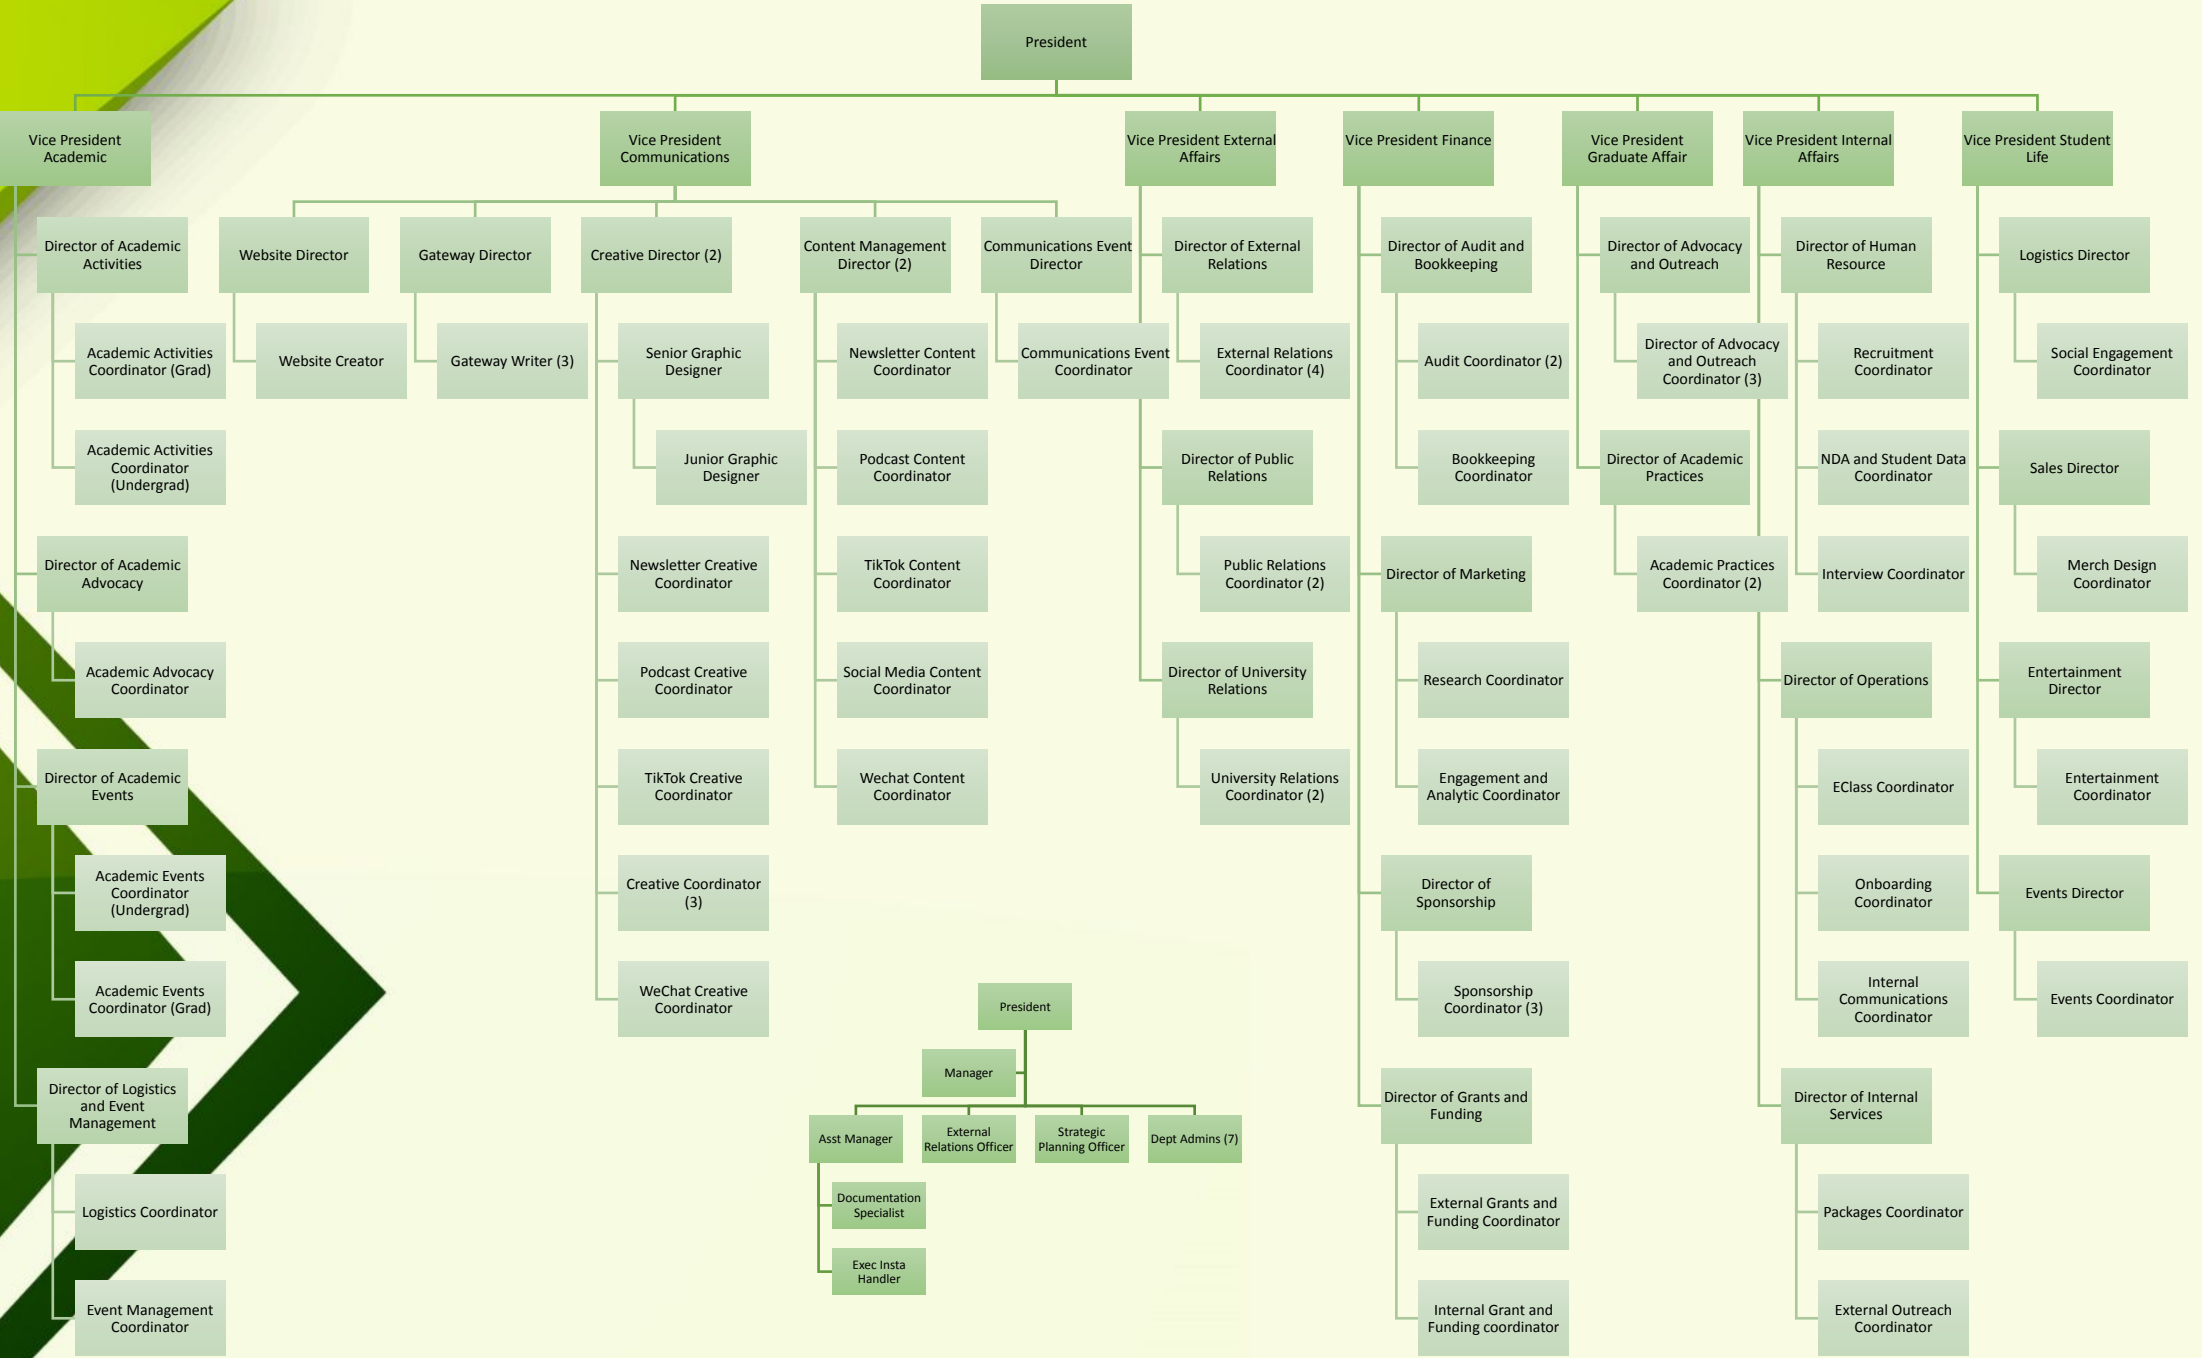 President
Vice President
Academic
Director of Academic
Activities
Academic Activities
Coordinator (Grad)
Academic Activities
Coordinator
(Undergrad)
Director of Academic
Advocacy
Academic Advocacy
Coordinator
Director of Academic
Events
Academic Events
Coordinator
(Undergrad)
Academic Events
Coordinator (Grad)
Director of Logistics
and Event
Management
Logistics Coordinator
Event Management
Coordinator
Vice President
Communications
Website Director
Website Creator
Gateway Director
Gateway Writer (3)
Creative Director (2)
Senior Graphic
Designer
Junior Graphic
Designer
Newsletter Creative
Coordinator
Podcast Creative
Coordinator
TikTok Creative
Coordinator
Creative Coordinator
(3)
WeChat Creative
Coordinator
Content Management
Director (2)
Newsletter Content
Coordinator
Podcast Content
Coordinator
TikTok Content
Coordinator
Social Media Content
Coordinator
Wechat Content
Coordinator
Communications Event
Director
Communications Event
Coordinator
Vice President External
Affairs
Director of External
Relations
External Relations
Coordinator (4)
Director of Public
Relations
Public Relations
Coordinator (2)
Director of University
Relations
University Relations
Coordinator (2)
Vice President Finance
Director of Audit and
Bookkeeping
Audit Coordinator (2)
Bookkeeping
Coordinator
Director of Marketing
Research Coordinator
Engagement and
Analytic Coordinator
Director of
Sponsorship
Sponsorship
Coordinator (3)
Director of Grants and
Funding
External Grants and
Funding Coordinator
Internal Grant and
Funding coordinator
Vice President
Graduate Affair
Director of Advocacy
and Outreach
Director of Advocacy
and Outreach
Coordinator (3)
Director of Academic
Practices
Academic Practices
Coordinator (2)
Vice President Internal
Affairs
Director of Human
Resource
Recruitment
Coordinator
NDA and Student Data
Coordinator
Interview Coordinator
Director of Operations
EClass Coordinator
Onboarding
Coordinator
Internal
Communications
Coordinator
Director of Internal
Services
Packages Coordinator
External Outreach
Coordinator
Vice President Student
Life
Logistics Director
Social Engagement
Coordinator
Sales Director
Merch Design
Coordinator
Entertainment
Director
Entertainment
Coordinator
Events Director
Events Coordinator
President
Manager
Asst Manager
Documentation
Specialist
Exec Insta
Handler
External
Relations Officer
Strategic
Planning Officer
Dept Admins (7)